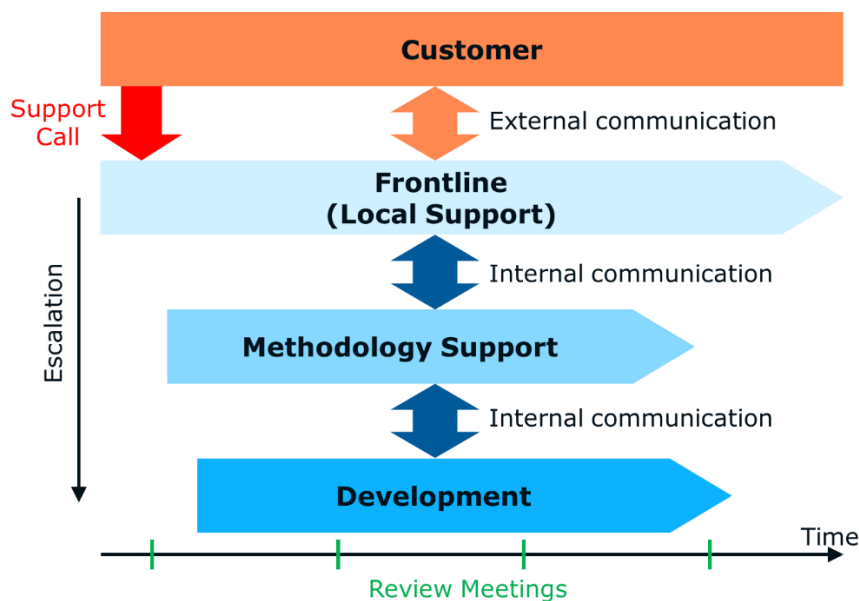 Customer
Support
Call
External communication
Frontline
(Local Support)
Internal communication
Escalation
Methodology Support
Internal communication
Development
Time
Review Meetings